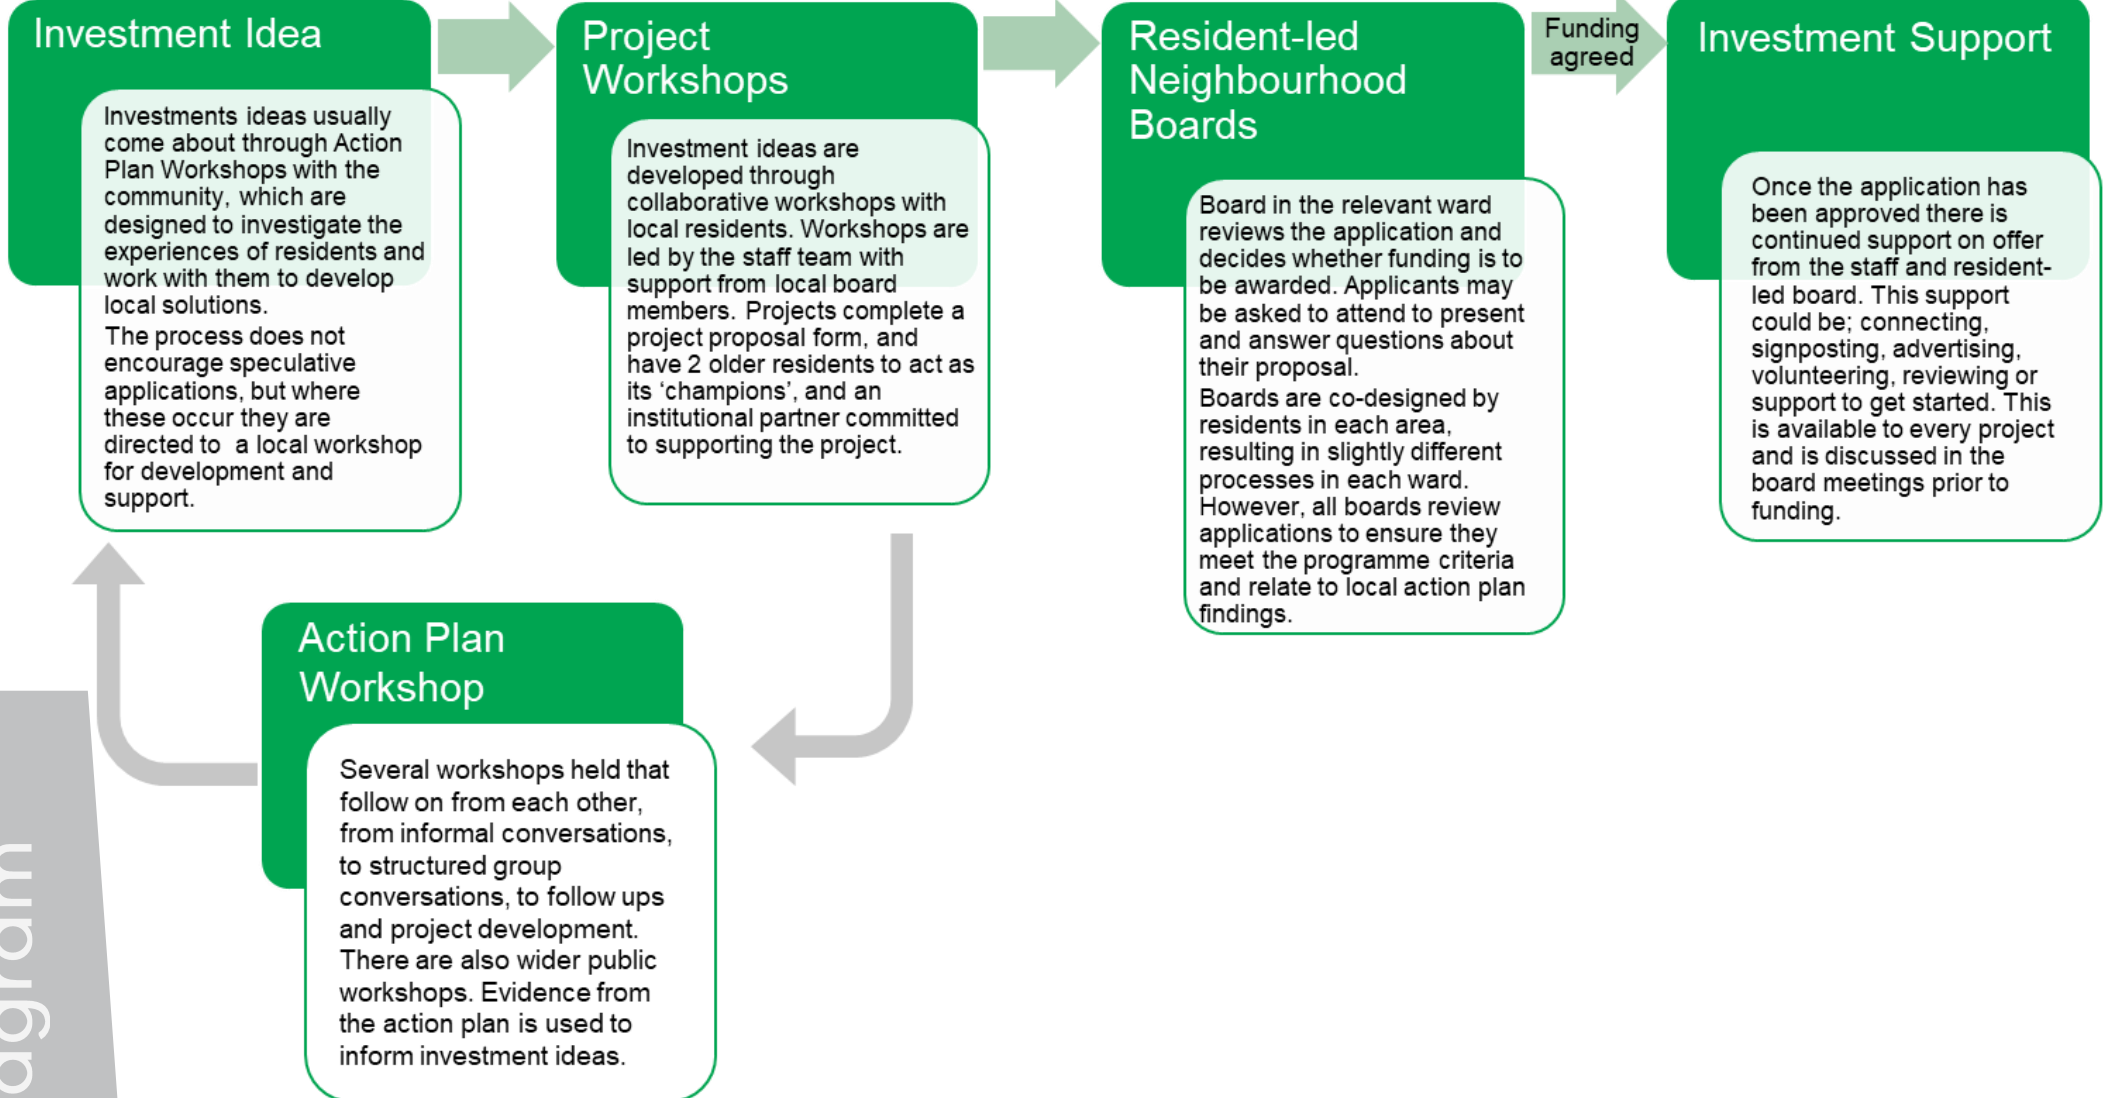 Investment Idea
Investments ideas usually
come about through Action
Plan Workshops with the
community, which are
designed to investigate the
experiences of residents and
work with them to develop
local solutions.
The process does not
encourage speculative
applications, but where
these occur they are
directed to a local workshop
for development and
support.
Project
Workshops
Investment ideas are
developed through
collaborative workshops with
local residents. Workshops are
led by the staff team with
support from local board
members. Projects complete a
project proposal form, and
have 2 older residents to act as
its ‘champions’, and an
institutional partner committed
to supporting the project.
Resident-led
Neighbourhood
Boards
Board in the relevant ward
reviews the application and
decides whether funding is to
be awarded. Applicants may
be asked to attend to present
and answer questions about
their proposal.
Boards are co-designed by
residents in each area,
resulting in slightly different
processes in each ward.
However, all boards review
applications to ensure they
meet the programme criteria
and relate to local action plan
findings.
Funding
agreed
Investment Support
Once the application has
been approved there is
continued support on offer
from the staff and resident-
led board. This support
could be; connecting,
signposting, advertising,
volunteering, reviewing or
support to get started. This
is available to every project
and is discussed in the
board meetings prior to
funding.
Action Plan
Workshop
Several workshops held that
follow on from each other,
from informal conversations,
to structured group
conversations, to follow ups
and project development.
There are also wider public
workshops. Evidence from
the action plan is used to
inform investment ideas.
agram